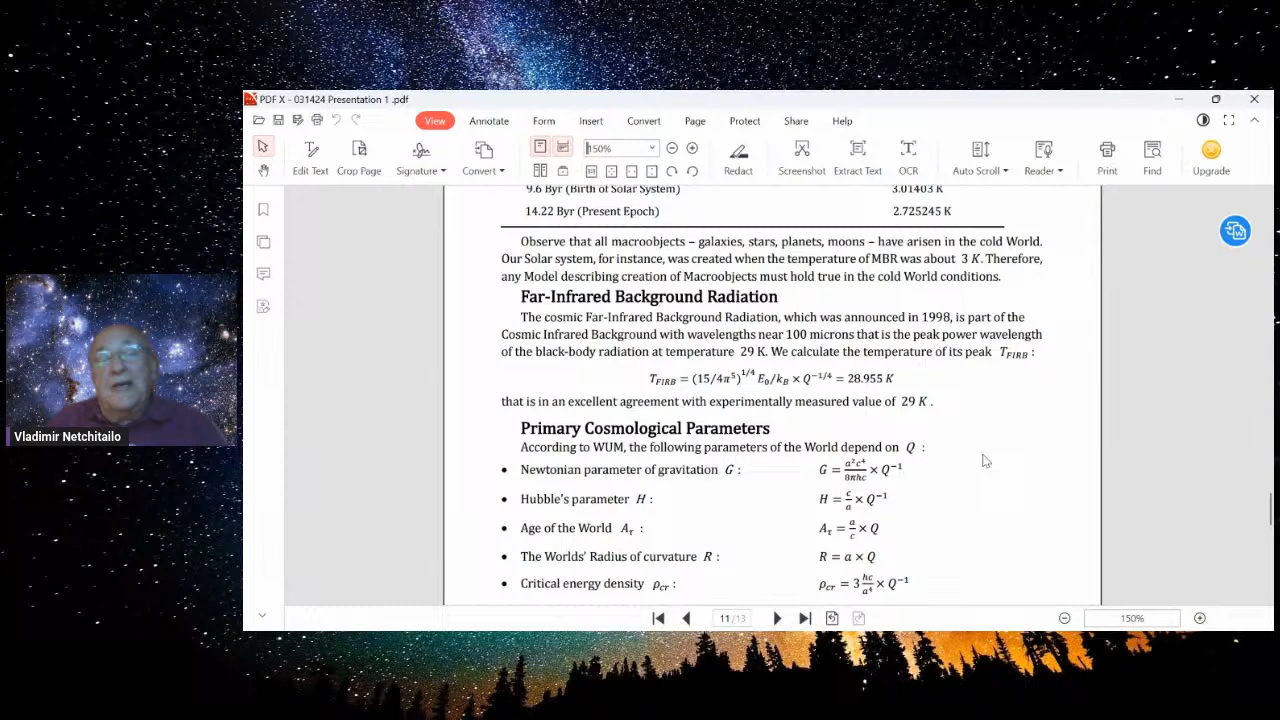 PDF X - 031424 Presentation 1 .pdf
View Annotate Form Insert Convert Page Protect Share Help
150%
Edit Text Crop Page Signature Convert Redact Screenshot Extract Text OCR Auto Scroll Reader Print Find Upgrade
9.6 Byr (Birth of Solar System) 3.01403 K
14.22 Byr (Present Epoch) 2.725245 K
Observe that all macroobjects – galaxies, stars, planets, moons – have arisen in the cold World.
Our Solar system, for instance, was created when the temperature of MBR was about 3 K. Therefore,
any Model describing creation of Macroobjects must hold true in the cold World conditions.
Far-Infrared Background Radiation
The cosmic Far-Infrared Background Radiation, which was announced in 1998, is part of the
Cosmic Infrared Background with wavelengths near 100 microns that is the peak power wavelength
of the black-body radiation at temperature 29 K. We calculate the temperature of its peak T_FIRB :
T_FIRB = (15/4π⁵)^1/4 E₀/k_B × Q^-1/4 = 28.955 K
that is in an excellent agreement with experimentally measured value of 29 K .
Primary Cosmological Parameters
According to WUM, the following parameters of the World depend on Q :
• Newtonian parameter of gravitation G : G = a²c⁴/8πhc × Q⁻¹
• Hubble's parameter H : H = c/a × Q⁻¹
• Age of the World A_τ : A_τ = a/c × Q
• The Worlds' Radius of curvature R : R = a × Q
• Critical energy density ρ_cr : ρ_cr = 3 hc/a⁴ × Q⁻¹
Vladimir Netchitailo
11 /13
150%